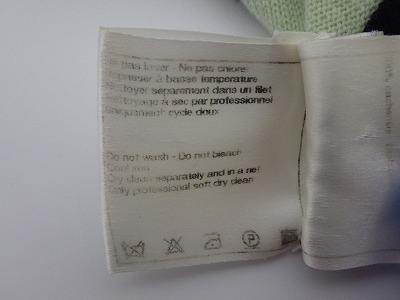 Ne pas laver - Ne pas chlorer
Repasser à basse température
Nettoyer separement dans un filet
Nettoyage à sec par professionnel
uniquement cycle doux
Do not wash - Do not bleach
Cool iron
Dry clean separately and in a net
Only professional soft dry clean